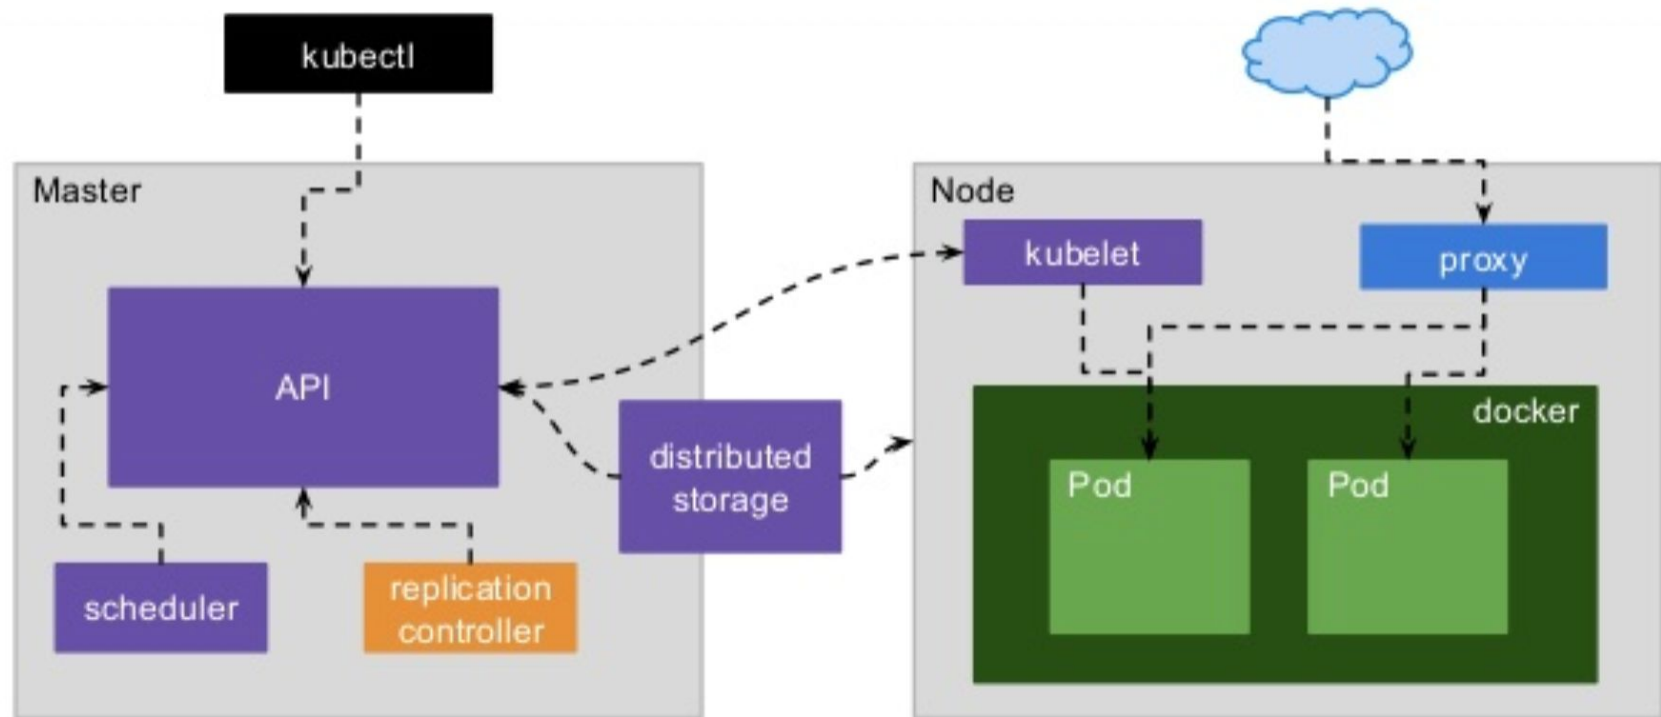 kubectl
Master
API
scheduler
replication
controller
distributed
storage
Node
kubelet
proxy
docker
Pod
Pod